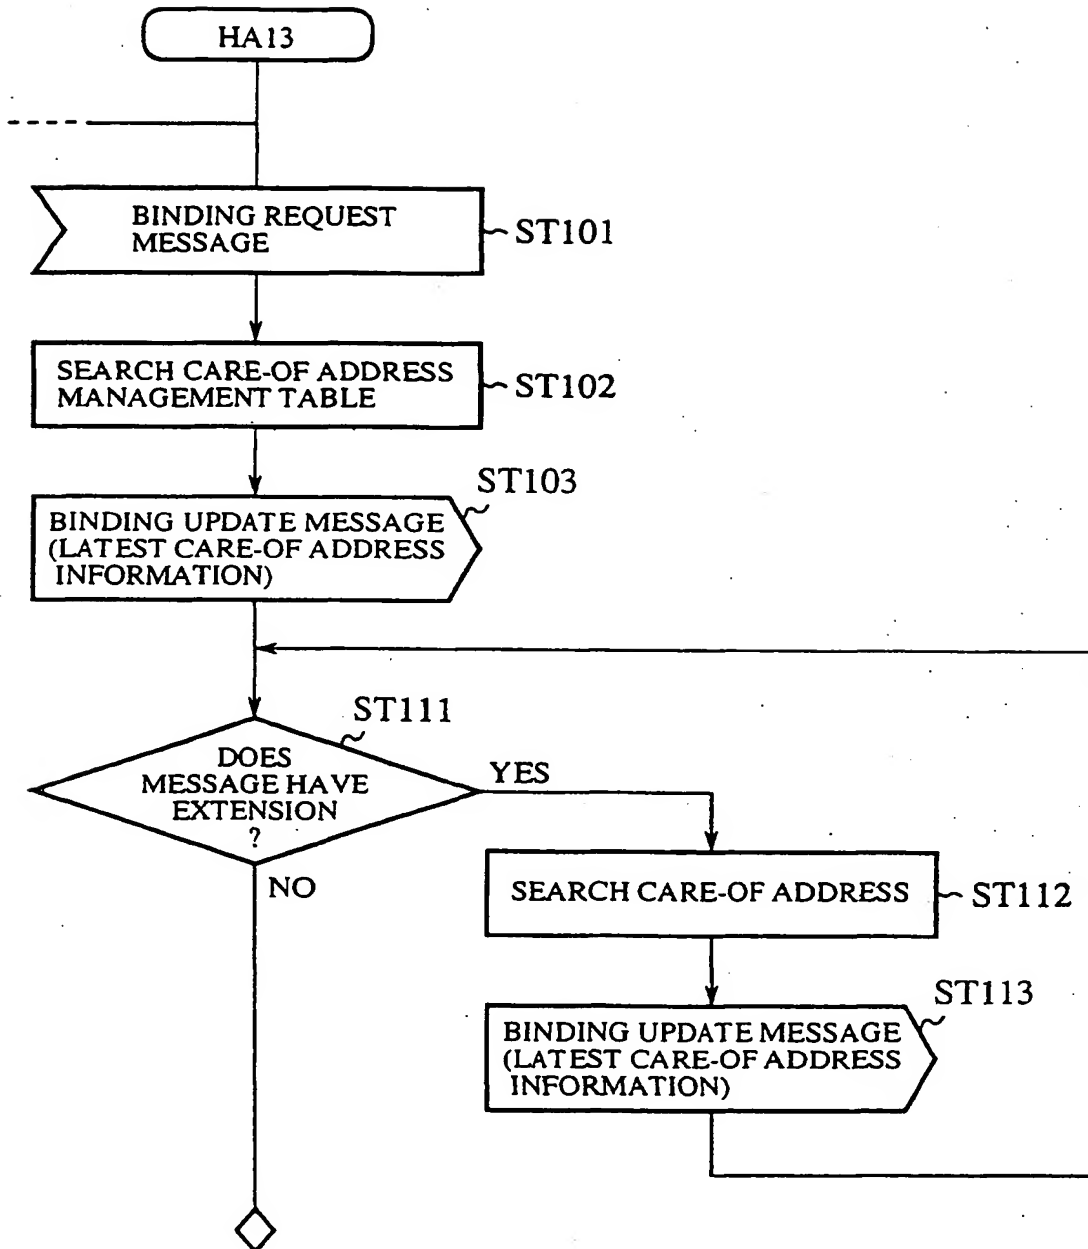 HA13
BINDING REQUEST
MESSAGE
ST101
SEARCH CARE-OF ADDRESS
MANAGEMENT TABLE
ST102
ST103
BINDING UPDATE MESSAGE
(LATEST CARE-OF ADDRESS
INFORMATION)
ST111
DOES
MESSAGE HAVE
EXTENSION
?
YES
NO
SEARCH CARE-OF ADDRESS
ST112
ST113
BINDING UPDATE MESSAGE
(LATEST CARE-OF ADDRESS
INFORMATION)